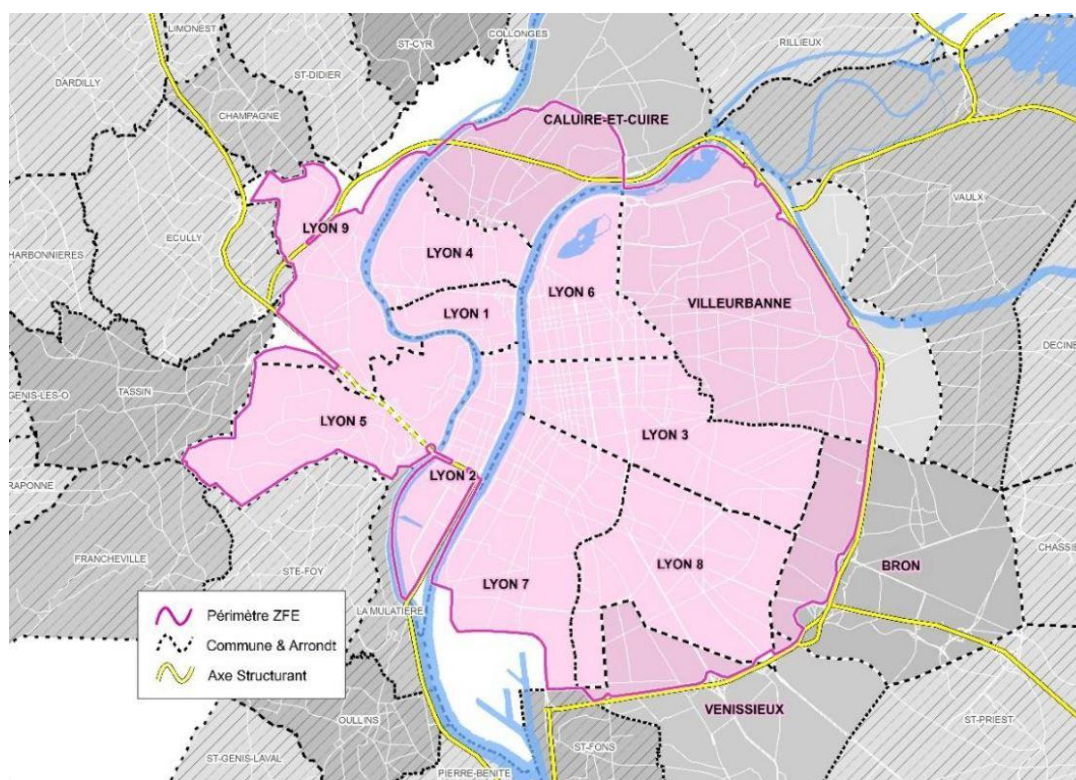 LIMONEST
ST-CYR
COLLONGES
RILLIEUX
DARDILLY
ST-DIDIER
CHAMPAGNE
CALUIRE-ET-CUIRE
VAULX
LYON 9
ECULLY
HARBONNIERES
LYON 4
LYON 6
VILLEURBANNE
LYON 1
DECINE
TASSIN
GENIS-LES-O
LYON 5
LYON 3
LYON 2
RAPONNE
CHASSIE
FRANCHEVILLE
BRON
STE-FOY
LYON 8
LYON 7
LA MULATIERE
Périmètre ZFE
Commune & Arrondt
Axe Structurant
VENISSIEUX
OULLINS
ST-PRIEST
ST-FONS
ST-GENIS-LAVAL
PIERRE-BENITE